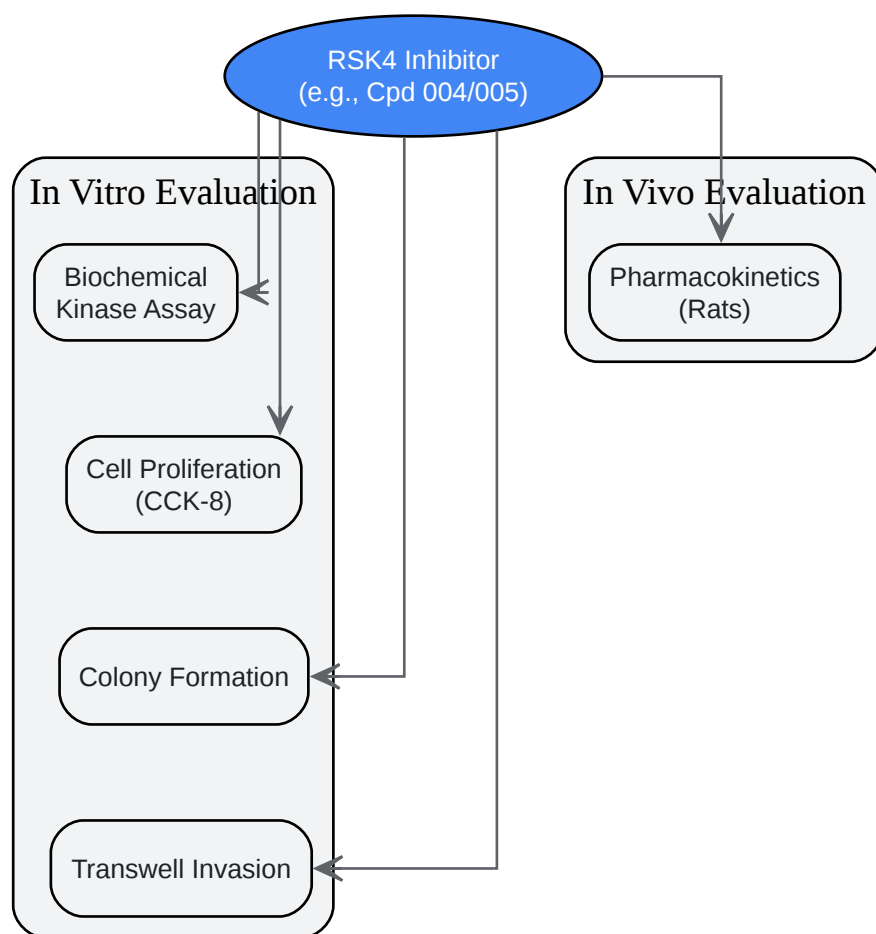 RSK4 Inhibitor
(e.g., Cpd 004/005)
In Vitro Evaluation
Biochemical
Kinase Assay
Cell Proliferation
(CCK-8)
Colony Formation
Transwell Invasion
In Vivo Evaluation
Pharmacokinetics
(Rats)